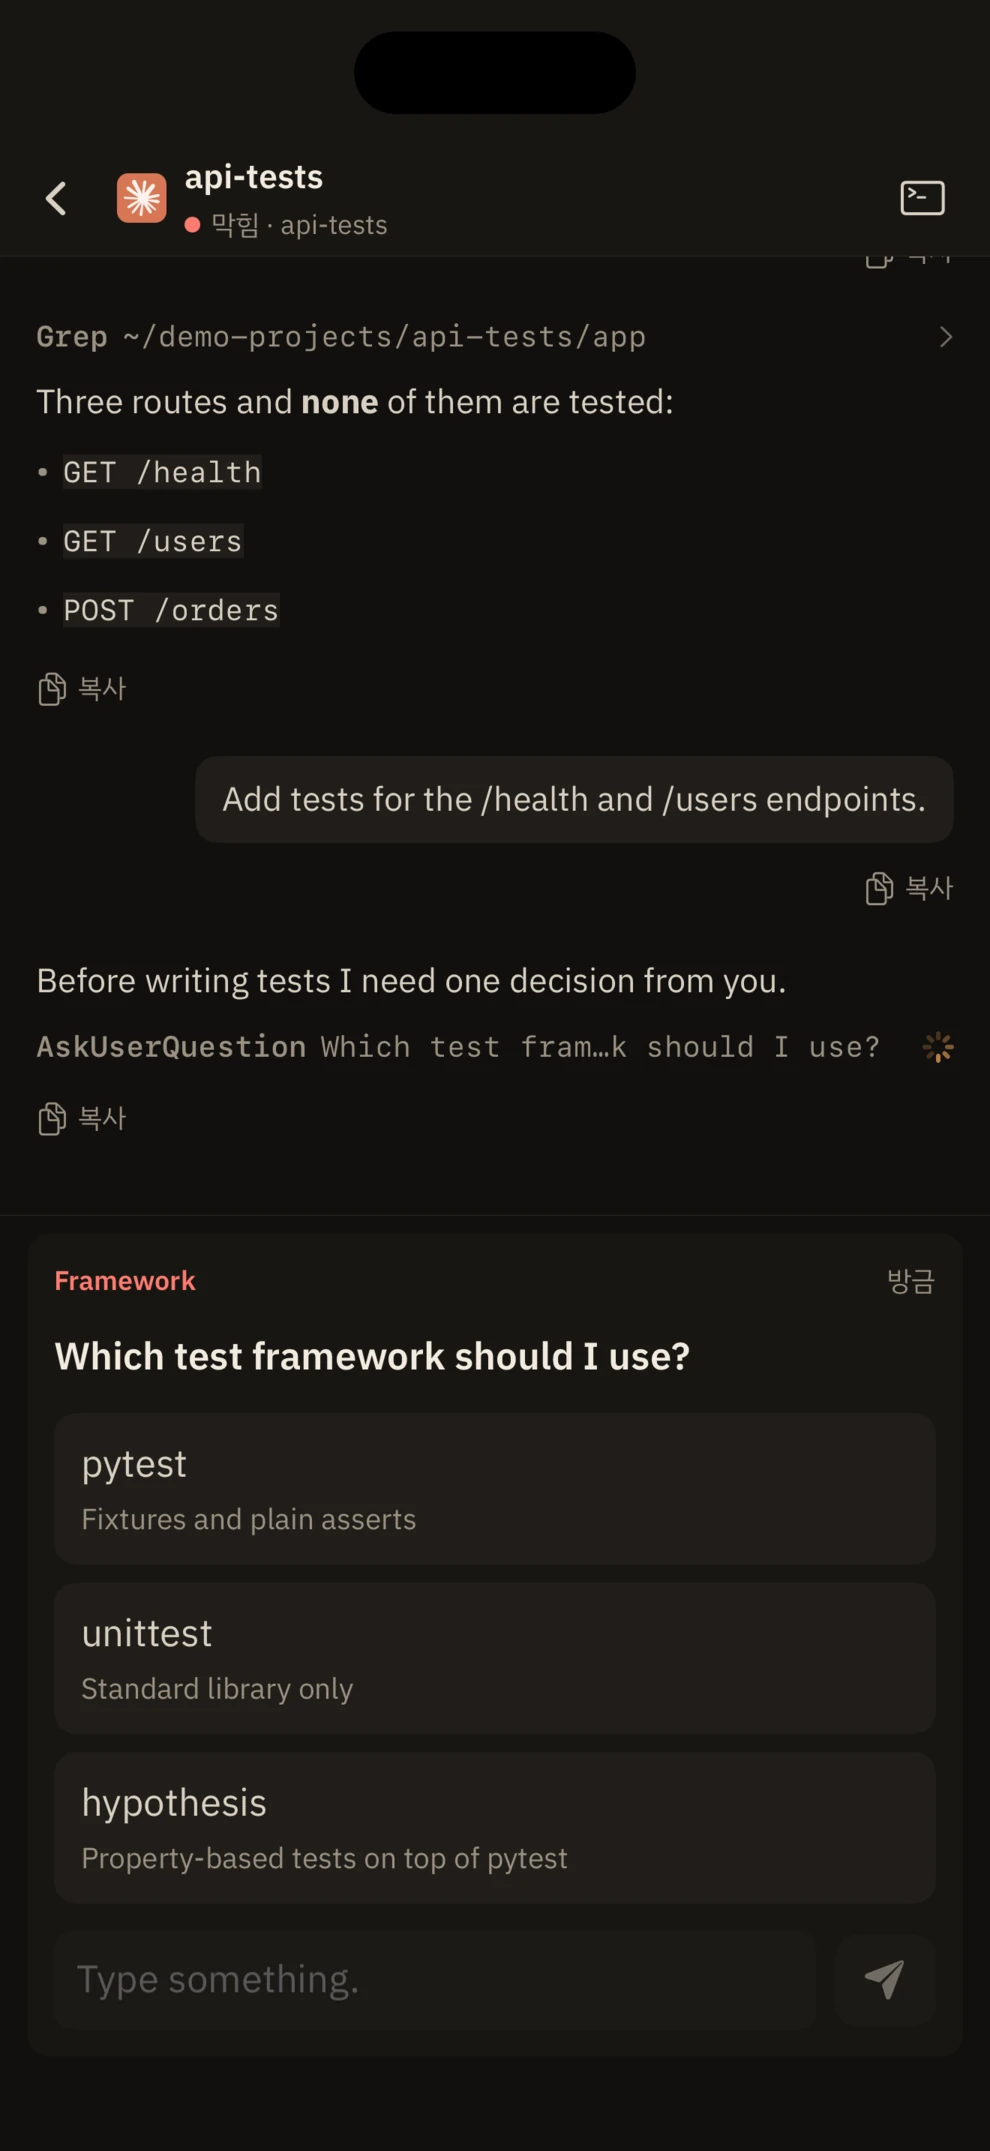 api-tests
막힘 · api-tests
Grep ~/demo-projects/api-tests/app
Three routes and none of them are tested:
• GET /health
• GET /users
• POST /orders
복사
Add tests for the /health and /users endpoints.
복사
Before writing tests I need one decision from you.
AskUserQuestion Which test fram…k should I use?
복사
Framework
방금
Which test framework should I use?
pytest
Fixtures and plain asserts
unittest
Standard library only
hypothesis
Property-based tests on top of pytest
Type something.